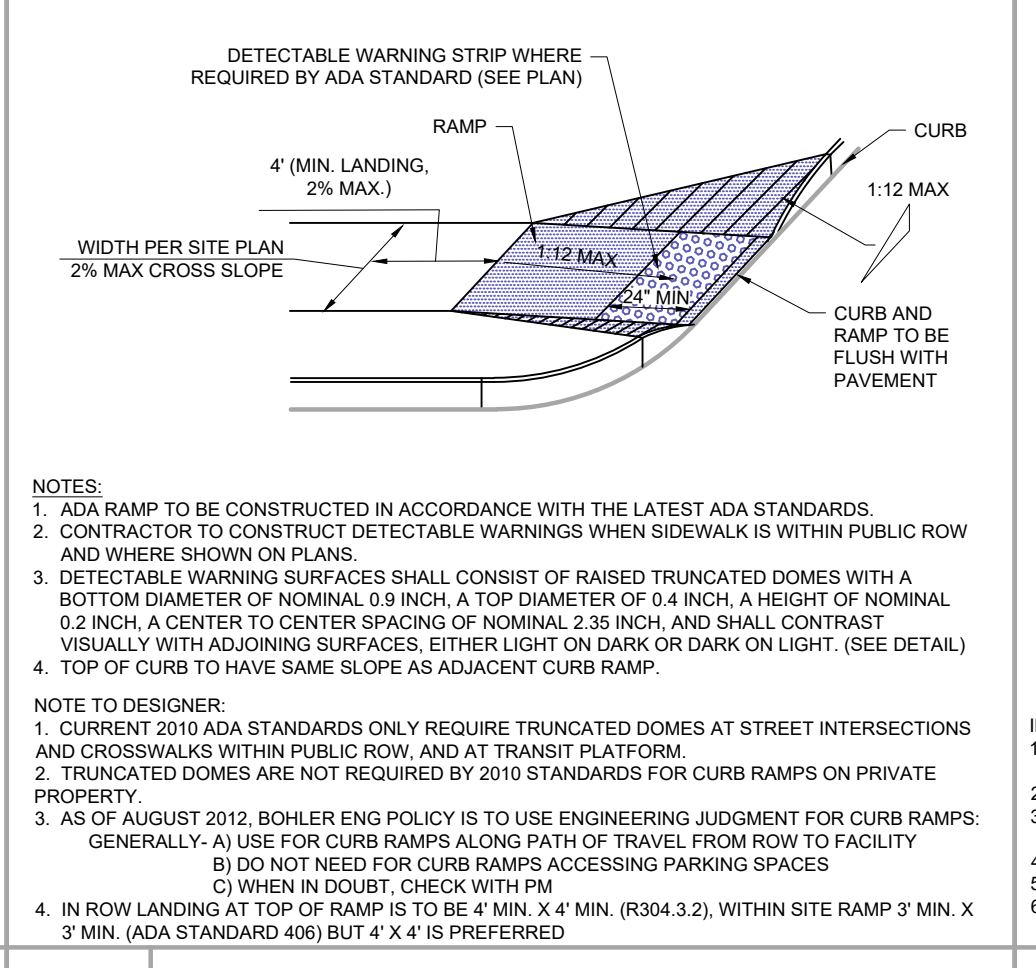 DETECTABLE WARNING STRIP WHERE
REQUIRED BY ADA STANDARD (SEE PLAN)
RAMP
CURB
4' (MIN. LANDING,
2% MAX.)
1:12 MAX
WIDTH PER SITE PLAN
2% MAX CROSS SLOPE
1:12 MAX
24" MIN.
CURB AND
RAMP TO BE
FLUSH WITH
PAVEMENT
NOTES:
1. ADA RAMP TO BE CONSTRUCTED IN ACCORDANCE WITH THE LATEST ADA STANDARDS.
2. CONTRACTOR TO CONSTRUCT DETECTABLE WARNINGS WHEN SIDEWALK IS WITHIN PUBLIC ROW
AND WHERE SHOWN ON PLANS.
3. DETECTABLE WARNING SURFACES SHALL CONSIST OF RAISED TRUNCATED DOMES WITH A
BOTTOM DIAMETER OF NOMINAL 0.9 INCH, A TOP DIAMETER OF 0.4 INCH, A HEIGHT OF NOMINAL
0.2 INCH, A CENTER TO CENTER SPACING OF NOMINAL 2.35 INCH, AND SHALL CONTRAST
VISUALLY WITH ADJOINING SURFACES, EITHER LIGHT ON DARK OR DARK ON LIGHT. (SEE DETAIL)
4. TOP OF CURB TO HAVE SAME SLOPE AS ADJACENT CURB RAMP.
NOTE TO DESIGNER:
1. CURRENT 2010 ADA STANDARDS ONLY REQUIRE TRUNCATED DOMES AT STREET INTERSECTIONS
AND CROSSWALKS WITHIN PUBLIC ROW, AND AT TRANSIT PLATFORM.
2. TRUNCATED DOMES ARE NOT REQUIRED BY 2010 STANDARDS FOR CURB RAMPS ON PRIVATE
PROPERTY.
3. AS OF AUGUST 2012, BOHLER ENG POLICY IS TO USE ENGINEERING JUDGMENT FOR CURB RAMPS:
GENERALLY- A) USE FOR CURB RAMPS ALONG PATH OF TRAVEL FROM ROW TO FACILITY
B) DO NOT NEED FOR CURB RAMPS ACCESSING PARKING SPACES
C) WHEN IN DOUBT, CHECK WITH PM
4. IN ROW LANDING AT TOP OF RAMP IS TO BE 4' MIN. X 4' MIN. (R304.3.2), WITHIN SITE RAMP 3' MIN. X
3' MIN. (ADA STANDARD 406) BUT 4' X 4' IS PREFERRED